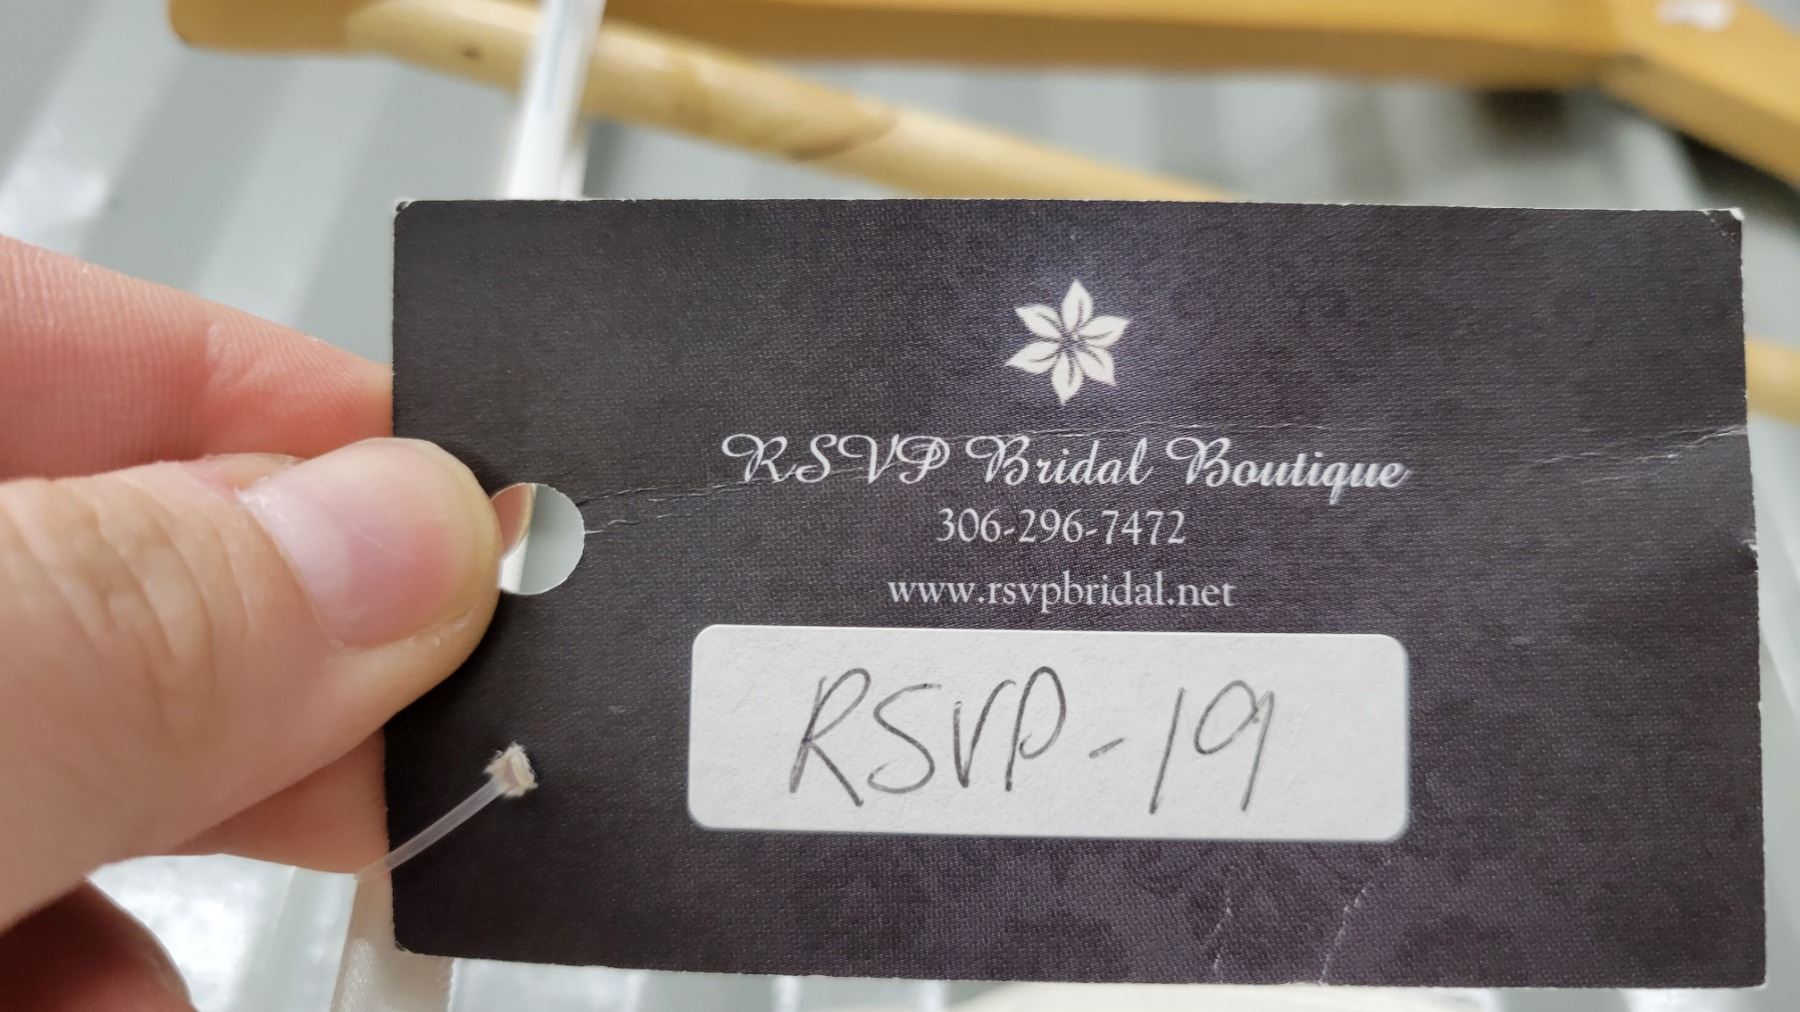 RSVP Bridal Boutique
306-296-7472
www.rsvpbridal.net
RSVP-19